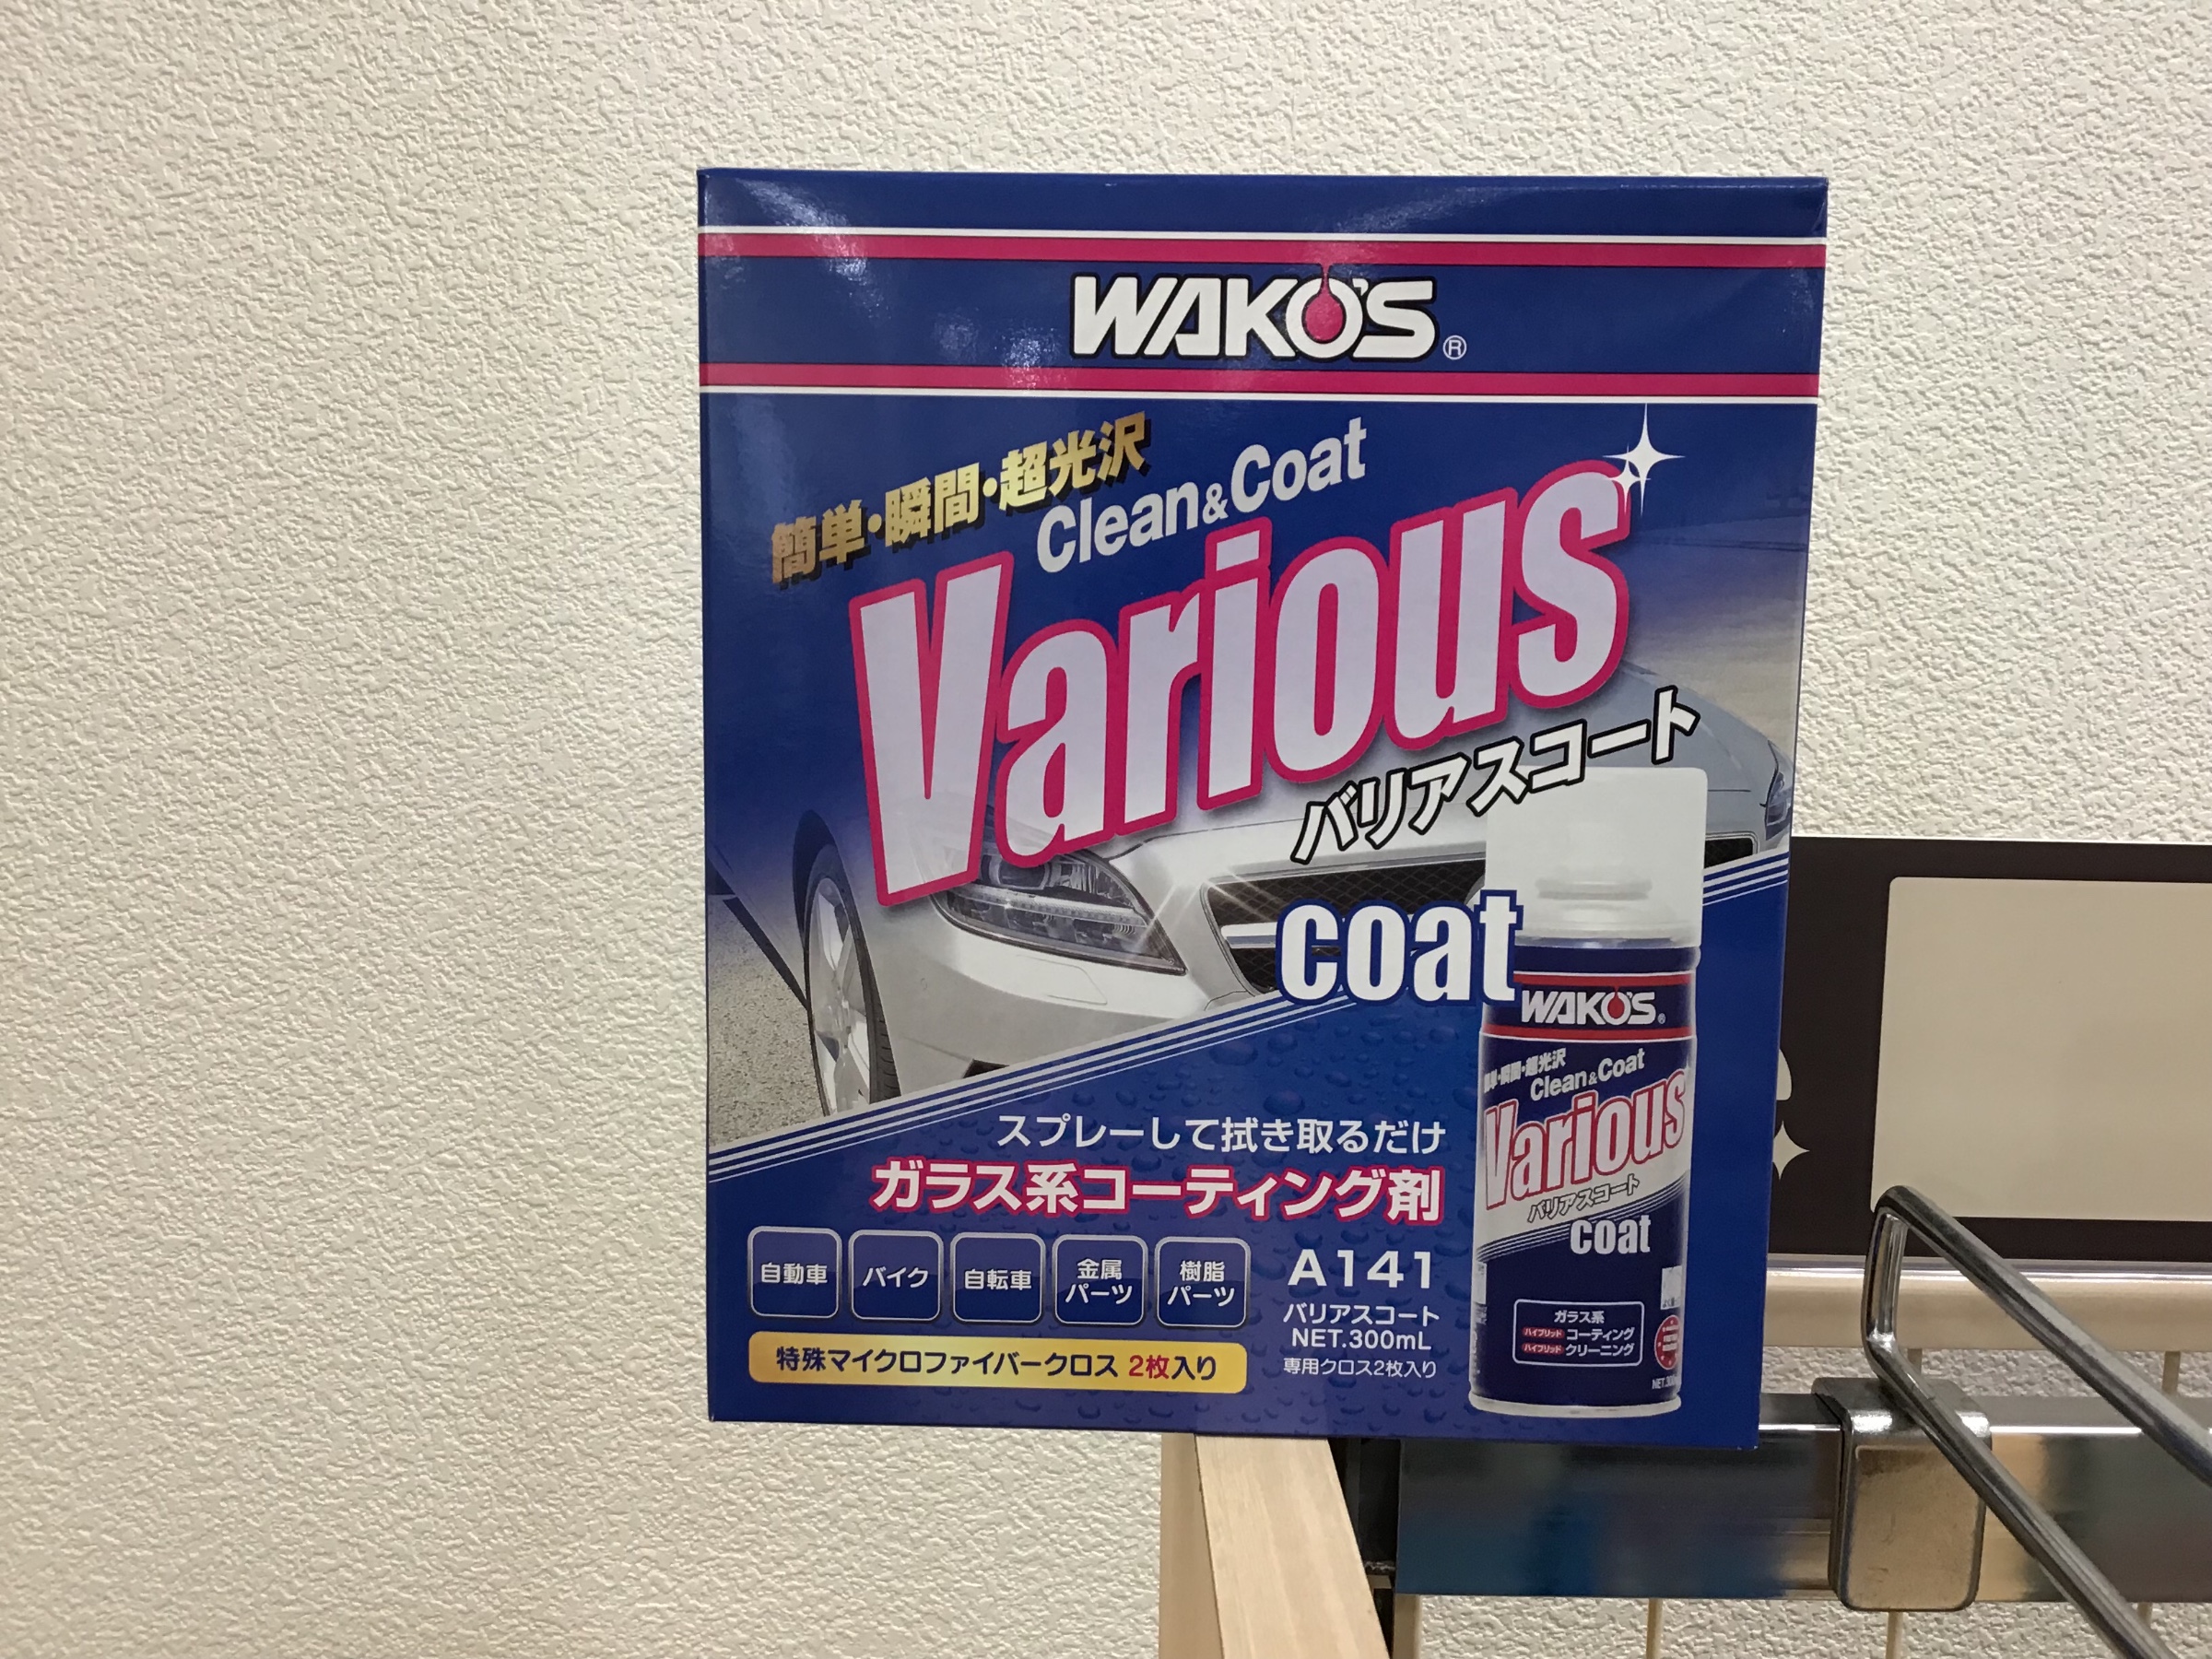 WAKO'S®
簡単・瞬間・超光沢
Clean&Coat
Various
バリアスコート
coat
スプレーして拭き取るだけ
ガラス系コーティング剤
自動車
バイク
自転車
金属
パーツ
樹脂
パーツ
特殊マイクロファイバークロス 2枚入り
A141
バリアスコート
NET.300mL
専用クロス2枚入り
WAKO'S®
簡単・瞬間・超光沢
Clean&Coat
Various
バリアスコート
coat
ガラス系
ハイブリッド コーティング
ハイブリッド クリーニング